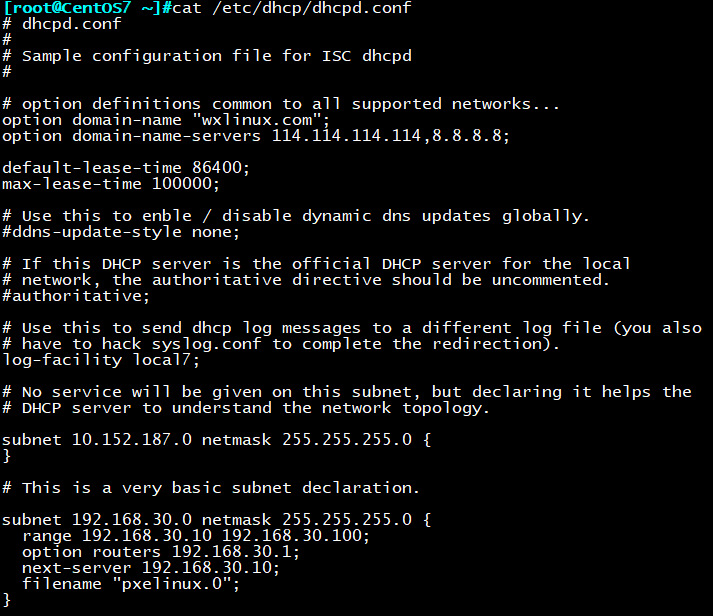 [root@CentOS7 ~]#cat /etc/dhcp/dhcpd.conf
# dhcpd.conf
#
# Sample configuration file for ISC dhcpd
#
# option definitions common to all supported networks...
option domain-name "wxlinux.com";
option domain-name-servers 114.114.114.114,8.8.8.8;
default-lease-time 86400;
max-lease-time 100000;
# Use this to enble / disable dynamic dns updates globally.
#ddns-update-style none;
# If this DHCP server is the official DHCP server for the local
# network, the authoritative directive should be uncommented.
#authoritative;
# Use this to send dhcp log messages to a different log file (you also
# have to hack syslog.conf to complete the redirection).
log-facility local7;
# No service will be given on this subnet, but declaring it helps the
# DHCP server to understand the network topology.
subnet 10.152.187.0 netmask 255.255.255.0 {
}
# This is a very basic subnet declaration.
subnet 192.168.30.0 netmask 255.255.255.0 {
  range 192.168.30.10 192.168.30.100;
  option routers 192.168.30.1;
  next-server 192.168.30.10;
  filename "pxelinux.0";
}